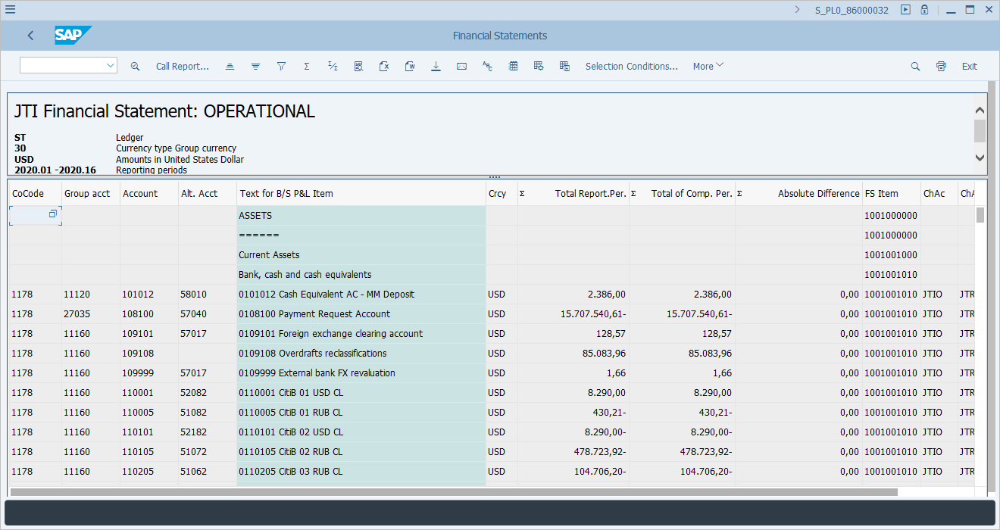 S_PL0_86000032
SAP Financial Statements
Call Report... Σ Selection Conditions... More Exit
JTI Financial Statement: OPERATIONAL
ST Ledger
30 Currency type Group currency
USD Amounts in United States Dollar
2020.01 -2020.16 Reporting periods
CoCode Group acct Account Alt. Acct Text for B/S P&L Item Crcy Σ Total Report.Per. Σ Total of Comp. Per. Σ Absolute Difference FS Item ChAc ChA
ASSETS 1001000000
====== 1001000000
Current Assets 1001001000
Bank, cash and cash equivalents 1001001010
1178 11120 101012 58010 0101012 Cash Equivalent AC - MM Deposit USD 2.386,00 2.386,00 0,00 1001001010 JTIO JTR
1178 27035 108100 57040 0108100 Payment Request Account USD 15.707.540,61- 15.707.540,61- 0,00 1001001010 JTIO JTR
1178 11160 109101 57017 0109101 Foreign exchange clearing account USD 128,57 128,57 0,00 1001001010 JTIO JTR
1178 11160 109108 0109108 Overdrafts reclassifications USD 85.083,96 85.083,96 0,00 1001001010 JTIO JTR
1178 11160 109999 57017 0109999 External bank FX revaluation USD 1,66 1,66 0,00 1001001010 JTIO JTR
1178 11160 110001 52082 0110001 CitiB 01 USD CL USD 8.290,00 8.290,00 0,00 1001001010 JTIO JTR
1178 11160 110005 51082 0110005 CitiB 01 RUB CL USD 430,21- 430,21- 0,00 1001001010 JTIO JTR
1178 11160 110101 52182 0110101 CitiB 02 USD CL USD 8.290,00- 8.290,00- 0,00 1001001010 JTIO JTR
1178 11160 110105 51072 0110105 CitiB 02 RUB CL USD 478.723,92- 478.723,92- 0,00 1001001010 JTIO JTR
1178 11160 110205 51062 0110205 CitiB 03 RUB CL USD 104.706,20- 104.706,20- 0,00 1001001010 JTIO JTR